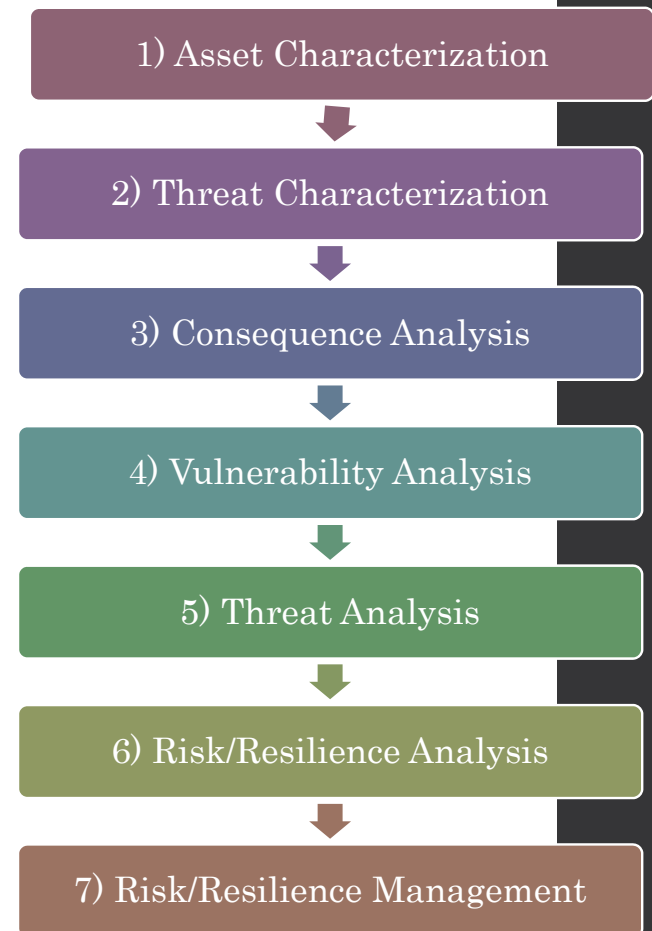 1) Asset Characterization
2) Threat Characterization
3) Consequence Analysis
4) Vulnerability Analysis
5) Threat Analysis
6) Risk/Resilience Analysis
7) Risk/Resilience Management